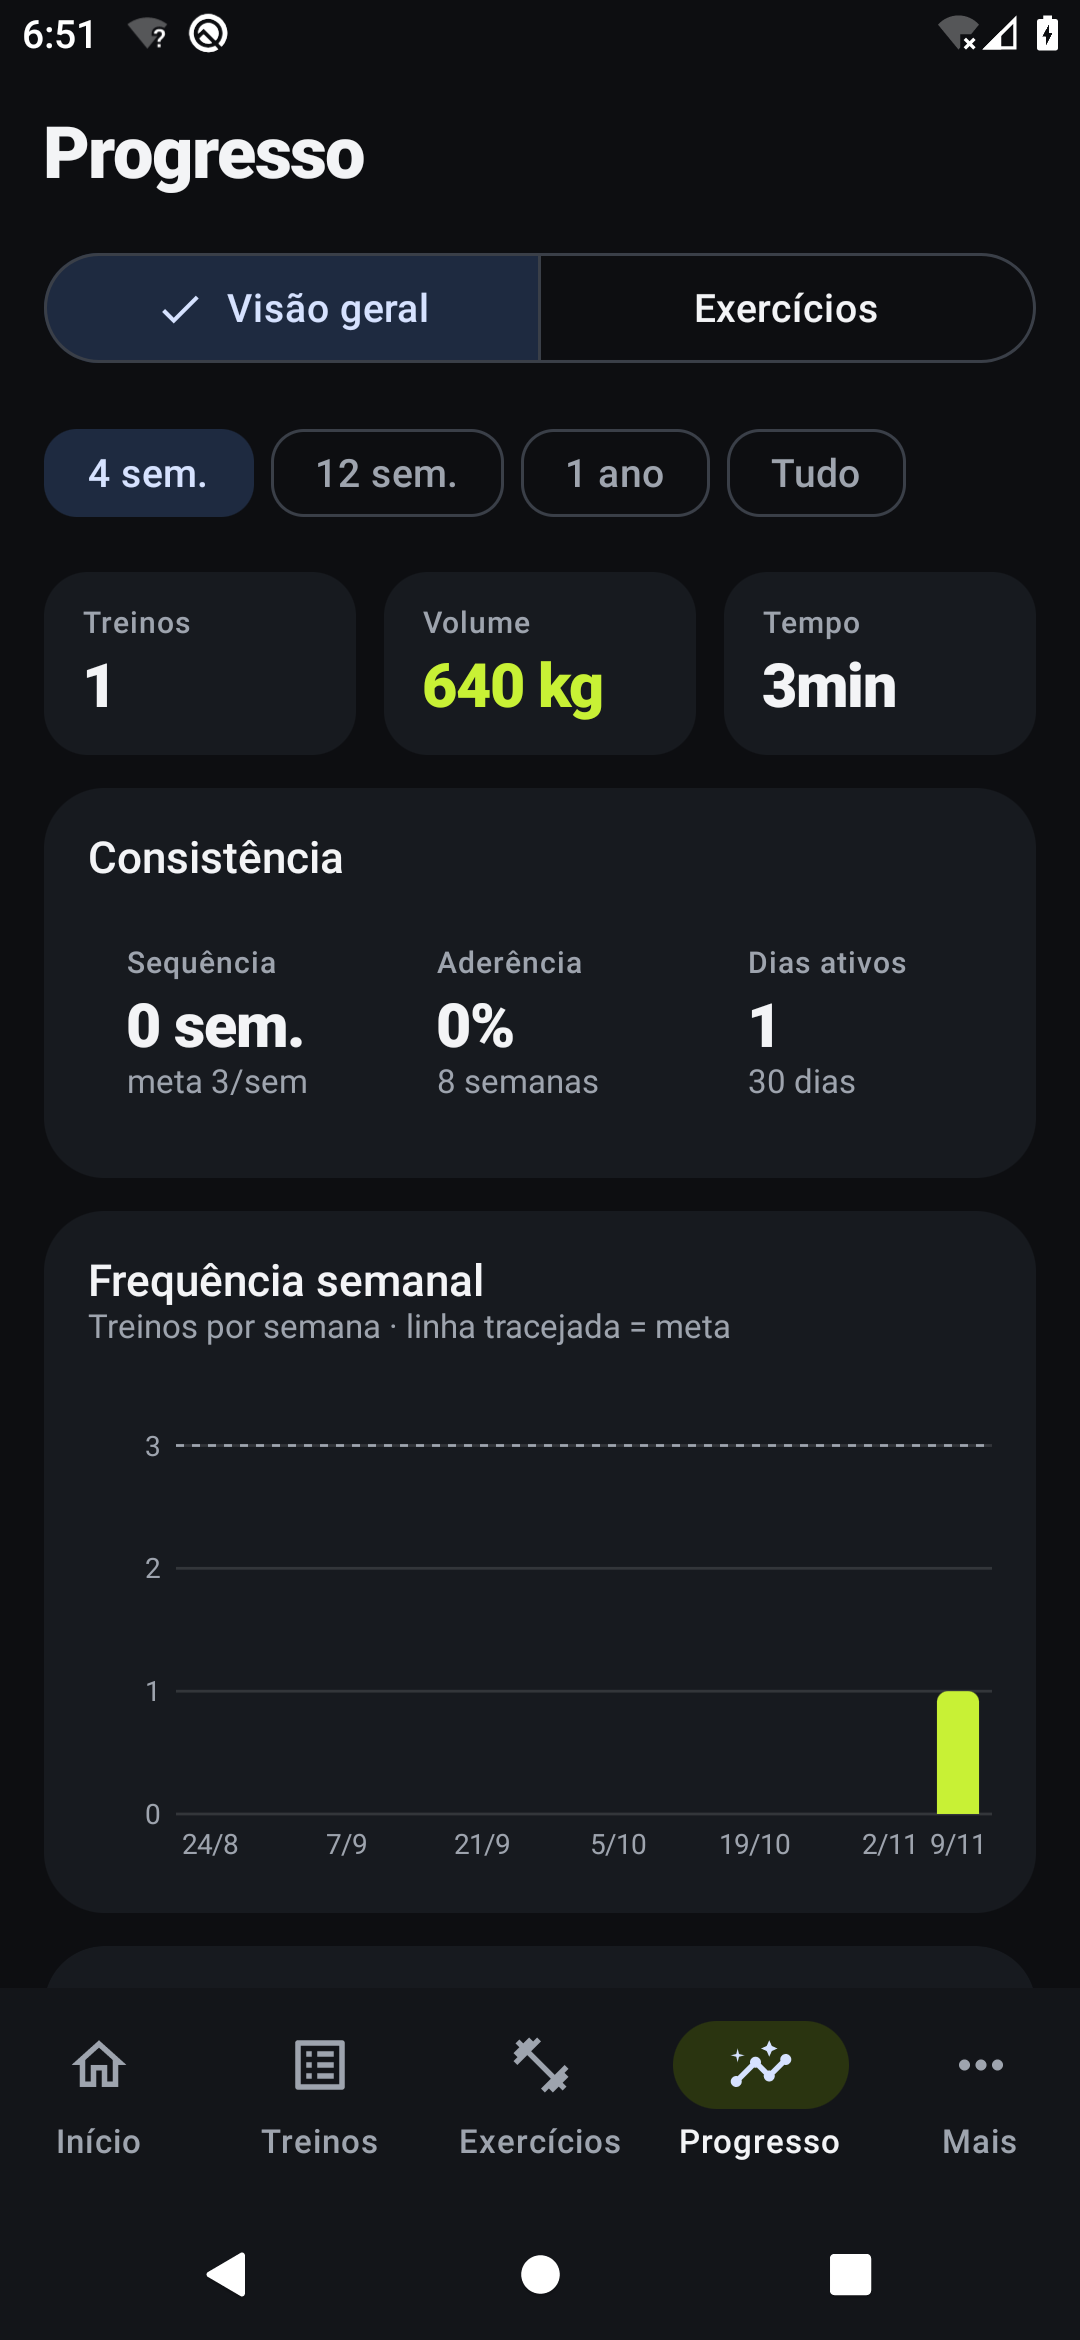 6:51
Progresso
Visão geral
Exercícios
4 sem.
12 sem.
1 ano
Tudo
Treinos
Volume
Tempo
1
640 kg
3min
Consistência
Sequência
Aderência
Dias ativos
0 sem.
0%
1
meta 3/sem
8 semanas
30 dias
Frequência semanal
Treinos por semana · linha tracejada = meta
3
2
1
0
24/8
7/9
21/9
5/10
19/10
2/11
9/11
Início
Treinos
Exercícios
Progresso
Mais